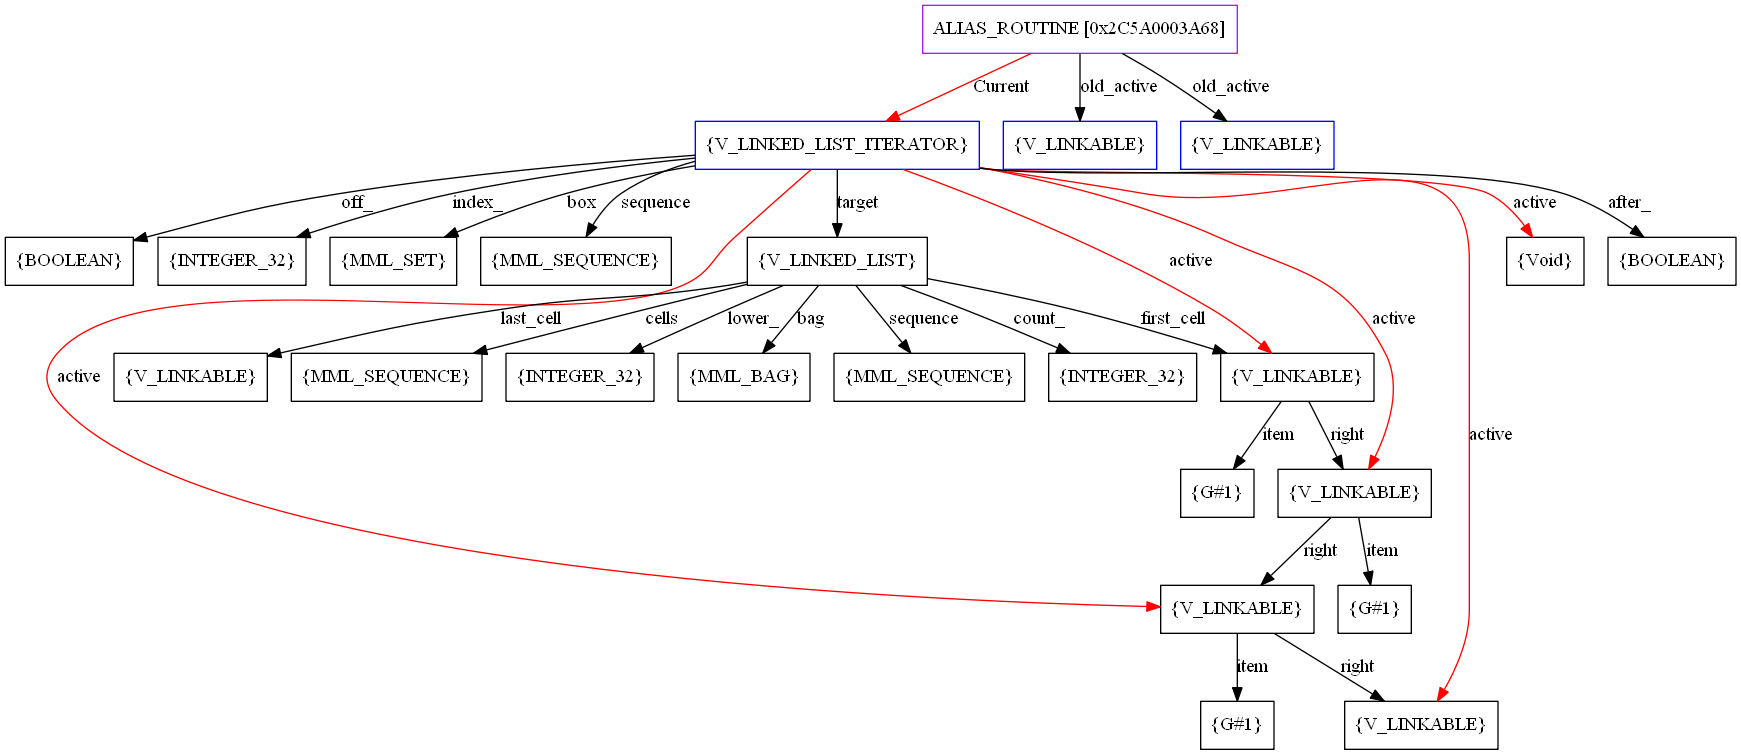 ALIAS_ROUTINE [0x2C5A0003A68]
Current
old_active
old_active
{V_LINKED_LIST_ITERATOR}
{V_LINKABLE}
{V_LINKABLE}
off_
index_
box
sequence
target
active
active
active
after_
{BOOLEAN}
{INTEGER_32}
{MML_SET}
{MML_SEQUENCE}
{V_LINKED_LIST}
{Void}
{BOOLEAN}
active
last_cell
cells
lower_
bag
sequence
count_
first_cell
active
{V_LINKABLE}
{MML_SEQUENCE}
{INTEGER_32}
{MML_BAG}
{MML_SEQUENCE}
{INTEGER_32}
{V_LINKABLE}
item
right
active
{G#1}
{V_LINKABLE}
right
item
{V_LINKABLE}
{G#1}
item
right
{G#1}
{V_LINKABLE}